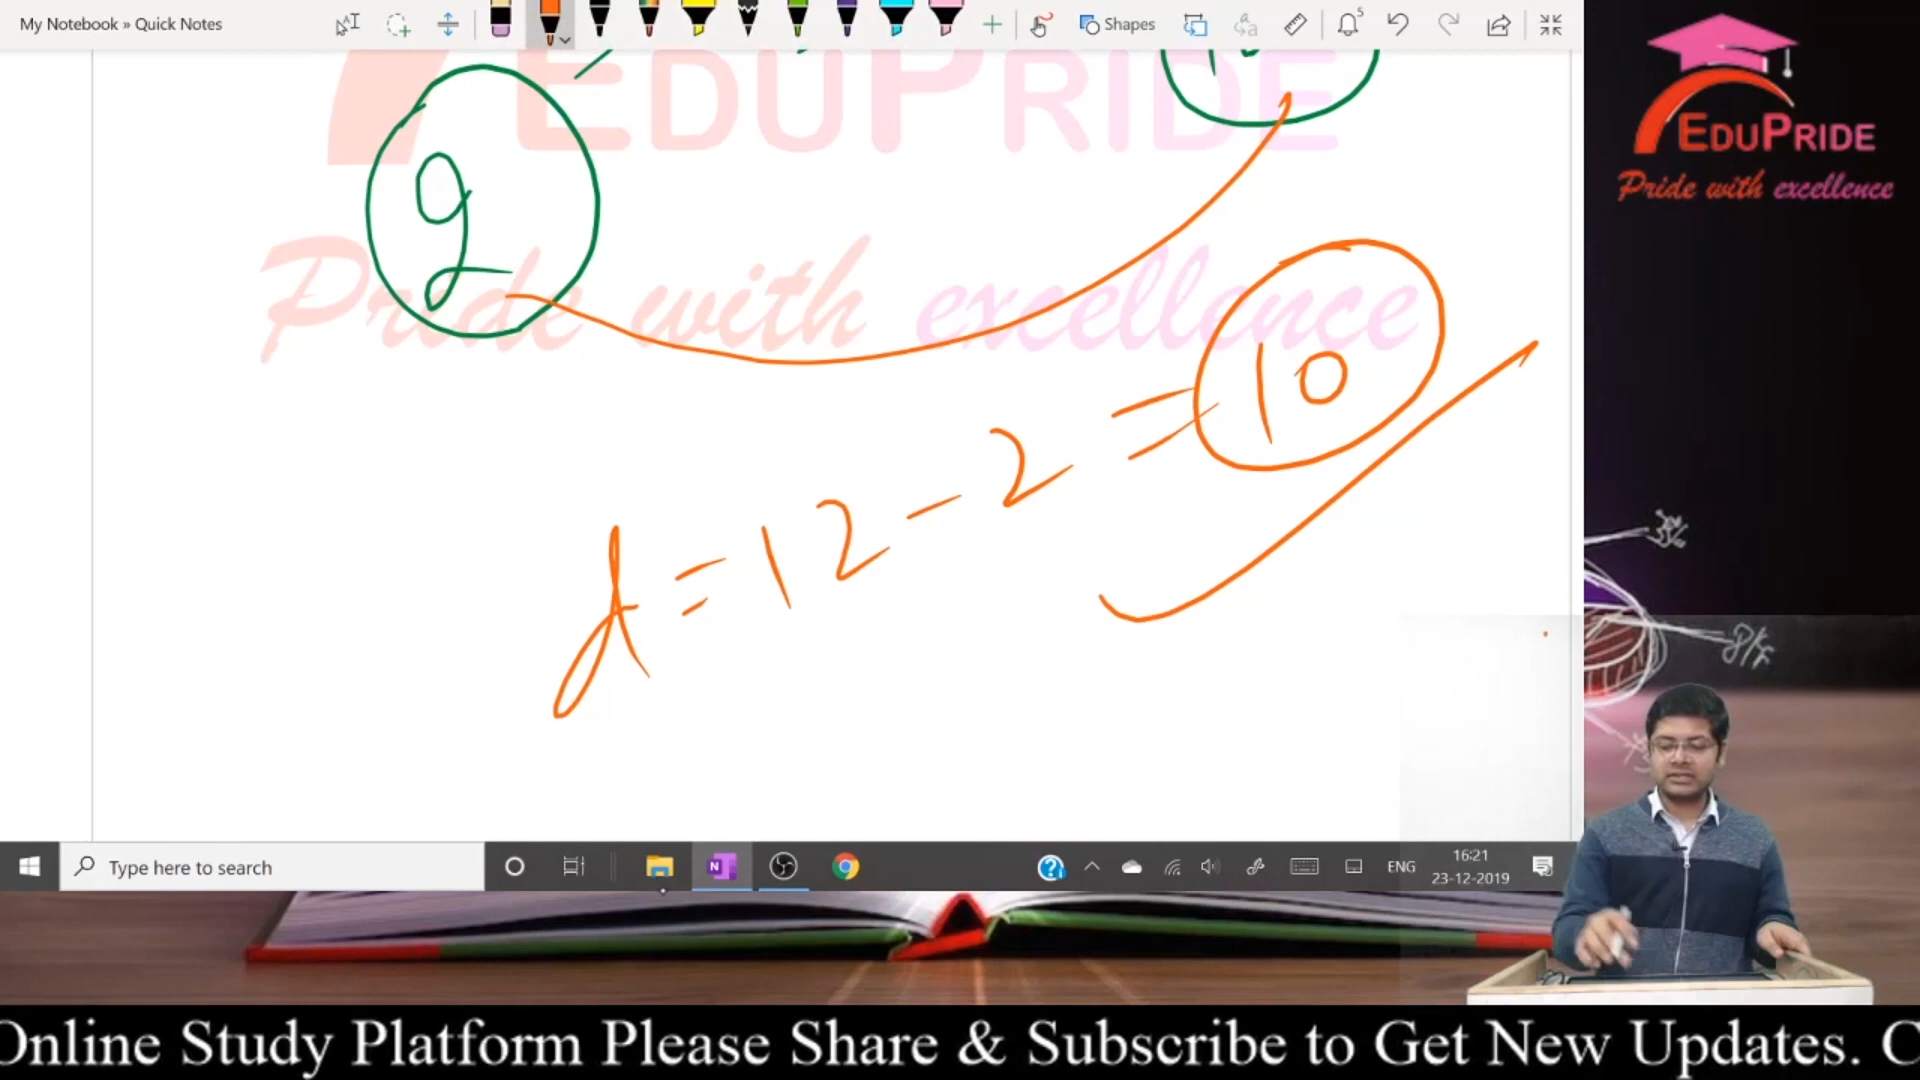 My Notebook » Quick Notes
Shapes
5
EDUPRIDE
Pride with excellence
EDUPRIDE
Pride with excellence
10
= 12 - 2 =
Type here to search
ENG
16:21
23-12-2019
Online Study Platform Please Share & Subscribe to Get New Updates. C